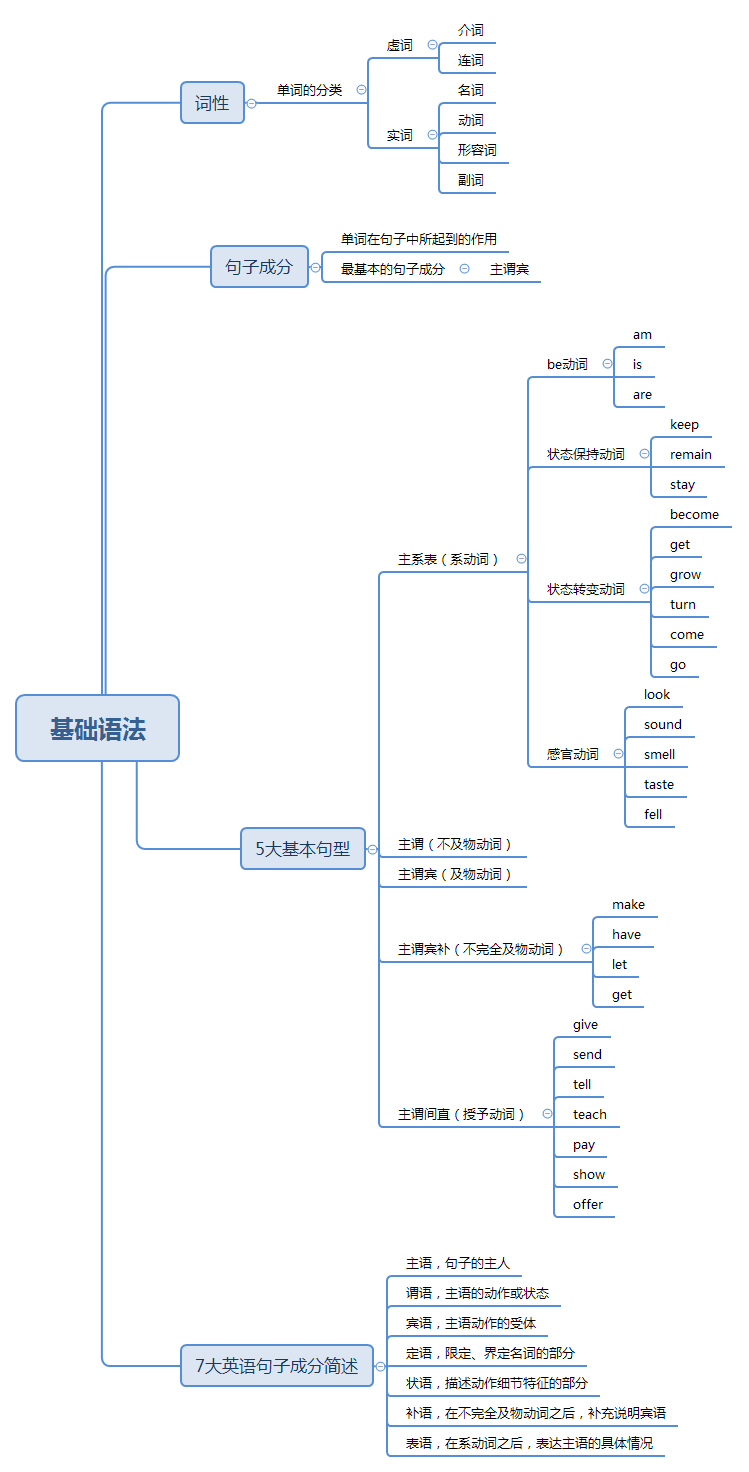 基础语法
词性
单词的分类
虚词
介词
连词
实词
名词
动词
形容词
副词
句子成分
单词在句子中所起到的作用
最基本的句子成分
主谓宾
5大基本句型
主系表（系动词）
be动词
am
is
are
状态保持动词
keep
remain
stay
状态转变动词
become
get
grow
turn
come
go
感官动词
look
sound
smell
taste
fell
主谓（不及物动词）
主谓宾（及物动词）
主谓宾补（不完全及物动词）
make
have
let
get
主谓间直（授予动词）
give
send
tell
teach
pay
show
offer
7大英语句子成分简述
主语，句子的主人
谓语，主语的动作或状态
宾语，主语动作的受体
定语，限定、界定名词的部分
状语，描述动作细节特征的部分
补语，在不完全及物动词之后，补充说明宾语
表语，在系动词之后，表达主语的具体情况